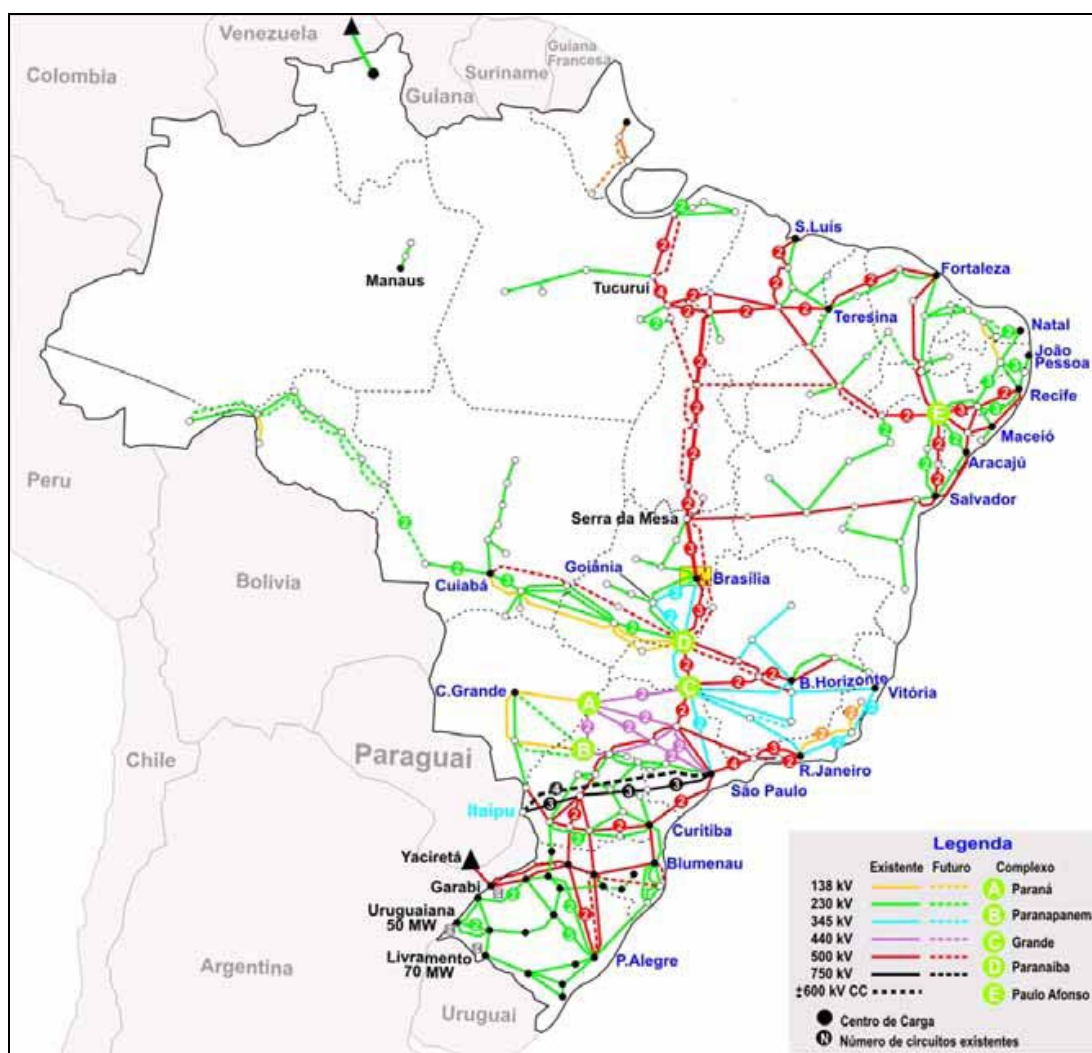 Venezuela
Guiana
Francesa
Colombia
Suriname
Guiana
S.Luís
Manaus
Tucuruí
Fortaleza
Teresina
Natal
João
Pessoa
Recife
E
Maceió
Aracajú
Peru
Salvador
Serra da Mesa
Bolivia
Goiânia
Brasília
Cuiabá
D
C.Grande
A
C
B.Horizonte
Vitória
B
Paraguai
Chile
R.Janeiro
São Paulo
Itaipu
Curitiba
Yaciretá
Blumenau
Garabi
Uruguaiana
50 MW
Livramento
70 MW
P.Alegre
Argentina
Uruguai
Legenda
Existente Futuro Complexo
138 kV A Paraná
230 kV
345 kV B Paranapanema
440 kV C Grande
500 kV D Paranaíba
750 kV
±600 kV CC E Paulo Afonso
Centro de Carga
N Número de circuitos existentes